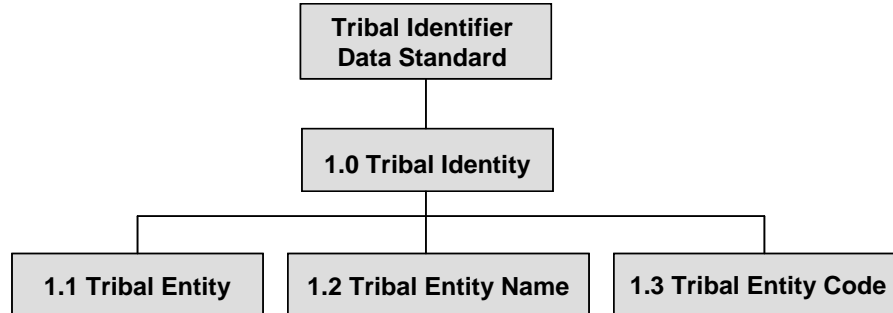 Tribal Identifier
Data Standard
1.0 Tribal Identity
1.1 Tribal Entity
1.2 Tribal Entity Name
1.3 Tribal Entity Code